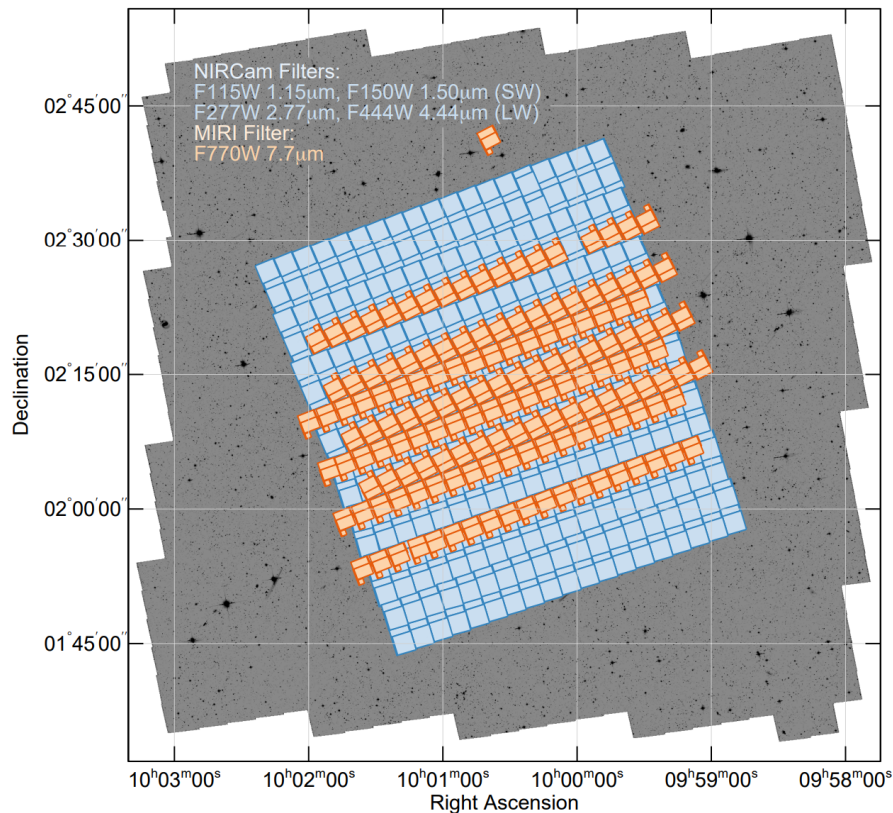 NIRCam Filters:
F115W 1.15μm, F150W 1.50μm (SW)
F277W 2.77μm, F444W 4.44μm (LW)
MIRI Filter:
F770W 7.7μm
02°45′00″
02°30′00″
02°15′00″
02°00′00″
01°45′00″
Declination
10ʰ03ᵐ00ˢ 10ʰ02ᵐ00ˢ 10ʰ01ᵐ00ˢ 10ʰ00ᵐ00ˢ 09ʰ59ᵐ00ˢ 09ʰ58ᵐ00ˢ
Right Ascension